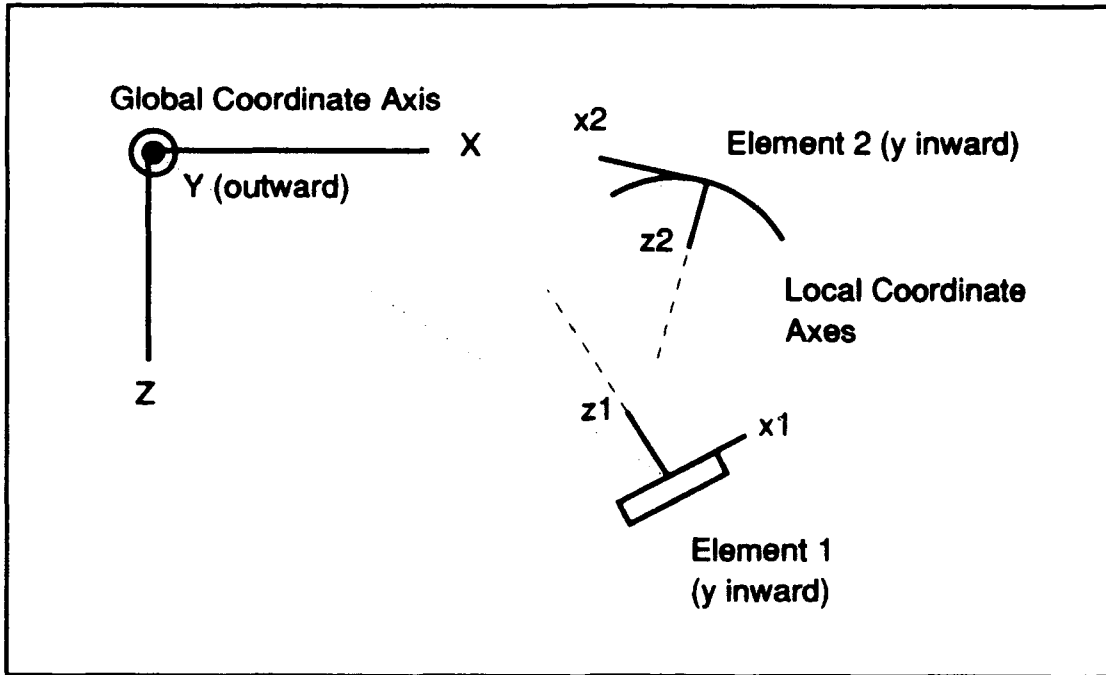 Global Coordinate Axis
X
Y (outward)
Z
x2
Element 2 (y inward)
z2
Local Coordinate
Axes
z1
x1
Element 1
(y inward)